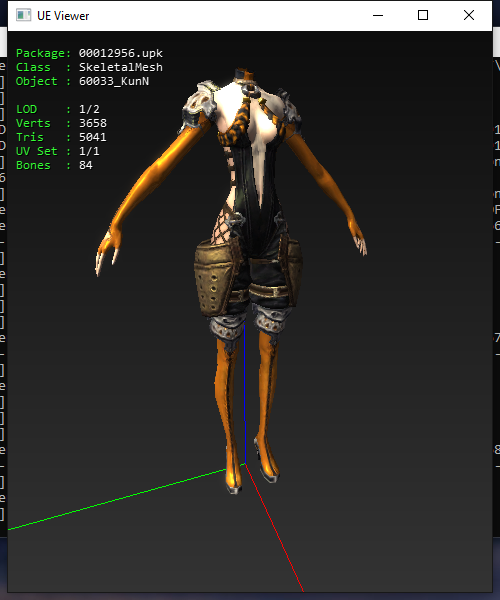 UE Viewer
Package: 00012956.upk
Class : SkeletalMesh
Object : 60033_KunN
LOD : 1/2
Verts : 3658
Tris : 5041
UV Set : 1/1
Bones : 84